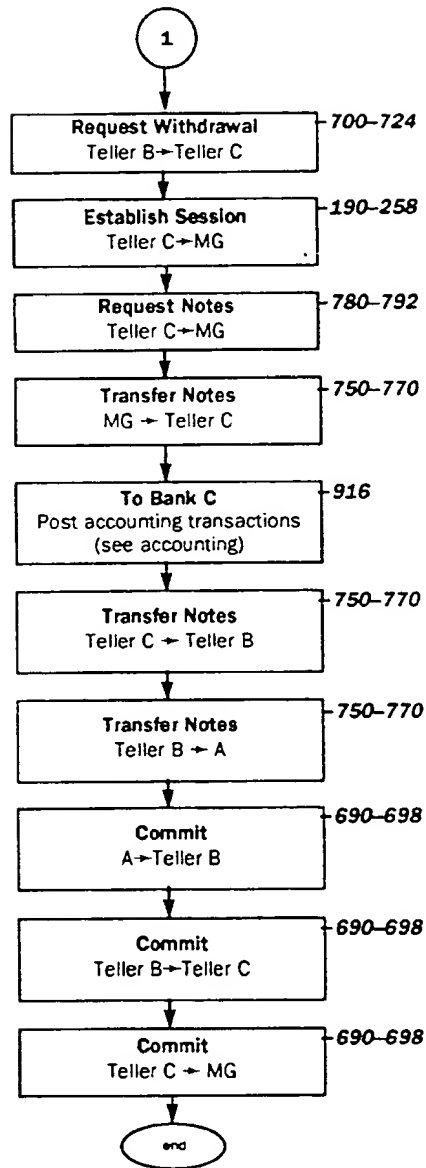 1
Request Withdrawal
700–724
Teller B→Teller C
Establish Session
190–258
Teller C→MG
Request Notes
780–792
Teller C→MG
Transfer Notes
750–770
MG → Teller C
To Bank C
916
Post accounting transactions
(see accounting)
Transfer Notes
750–770
Teller C → Teller B
Transfer Notes
750–770
Teller B → A
Commit
690–698
A→Teller B
Commit
690–698
Teller B→Teller C
Commit
690–698
Teller C → MG
end